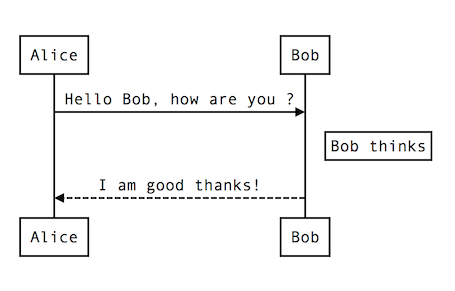 Alice Bob
Hello Bob, how are you ?
Bob thinks
I am good thanks!
Alice Bob